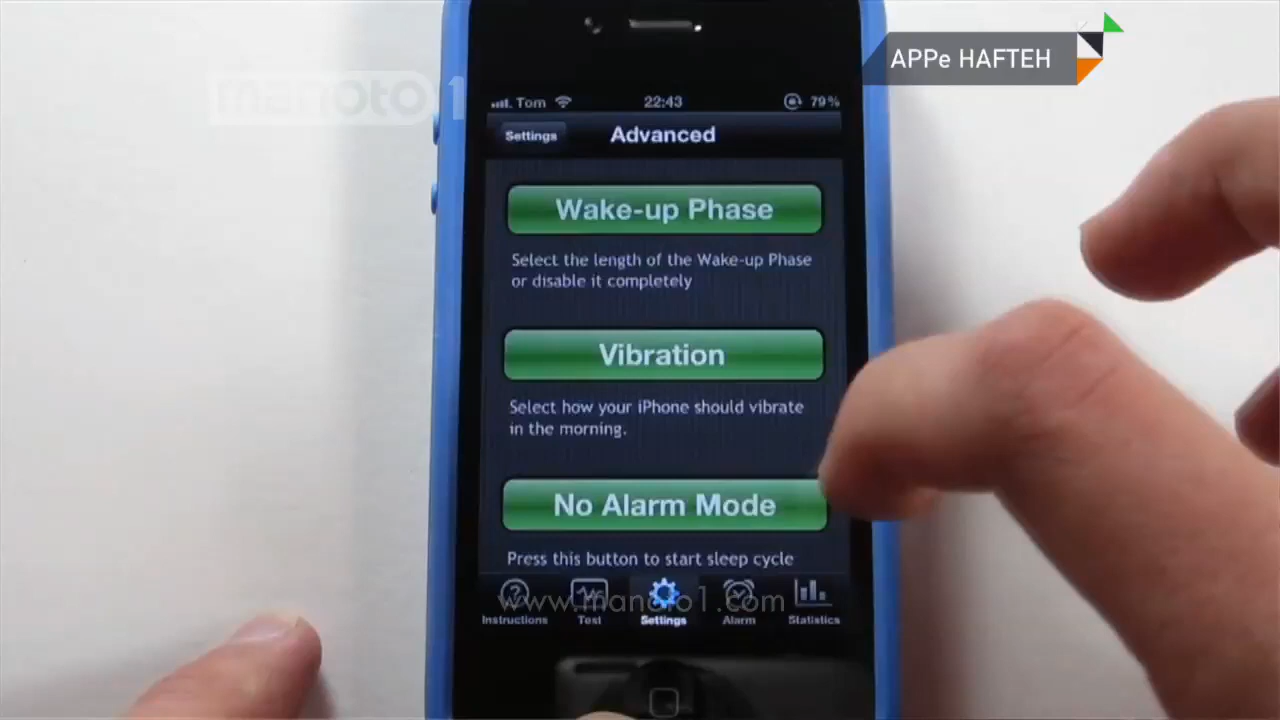 APPe HAFTEH
manoto1
Tom 22:43 79%
Settings Advanced
Wake-up Phase
Select the length of the Wake-up Phase
or disable it completely
Vibration
Select how your iPhone should vibrate
in the morning.
No Alarm Mode
Press this button to start sleep cycle
www.manoto1.com
Instructions Test Settings Alarm Statistics